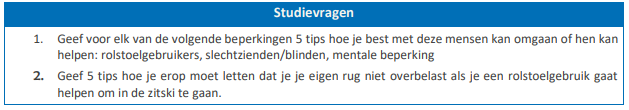 Studievragen
1. Geef voor elk van de volgende beperkingen 5 tips hoe je best met deze mensen kan omgaan of hen kan
helpen: rolstoelgebruikers, slechtzienden/blinden, mentale beperking
2. Geef 5 tips hoe je erop moet letten dat je je eigen rug niet overbelast als je een rolstoelgebruik gaat
helpen om in de zitski te gaan.